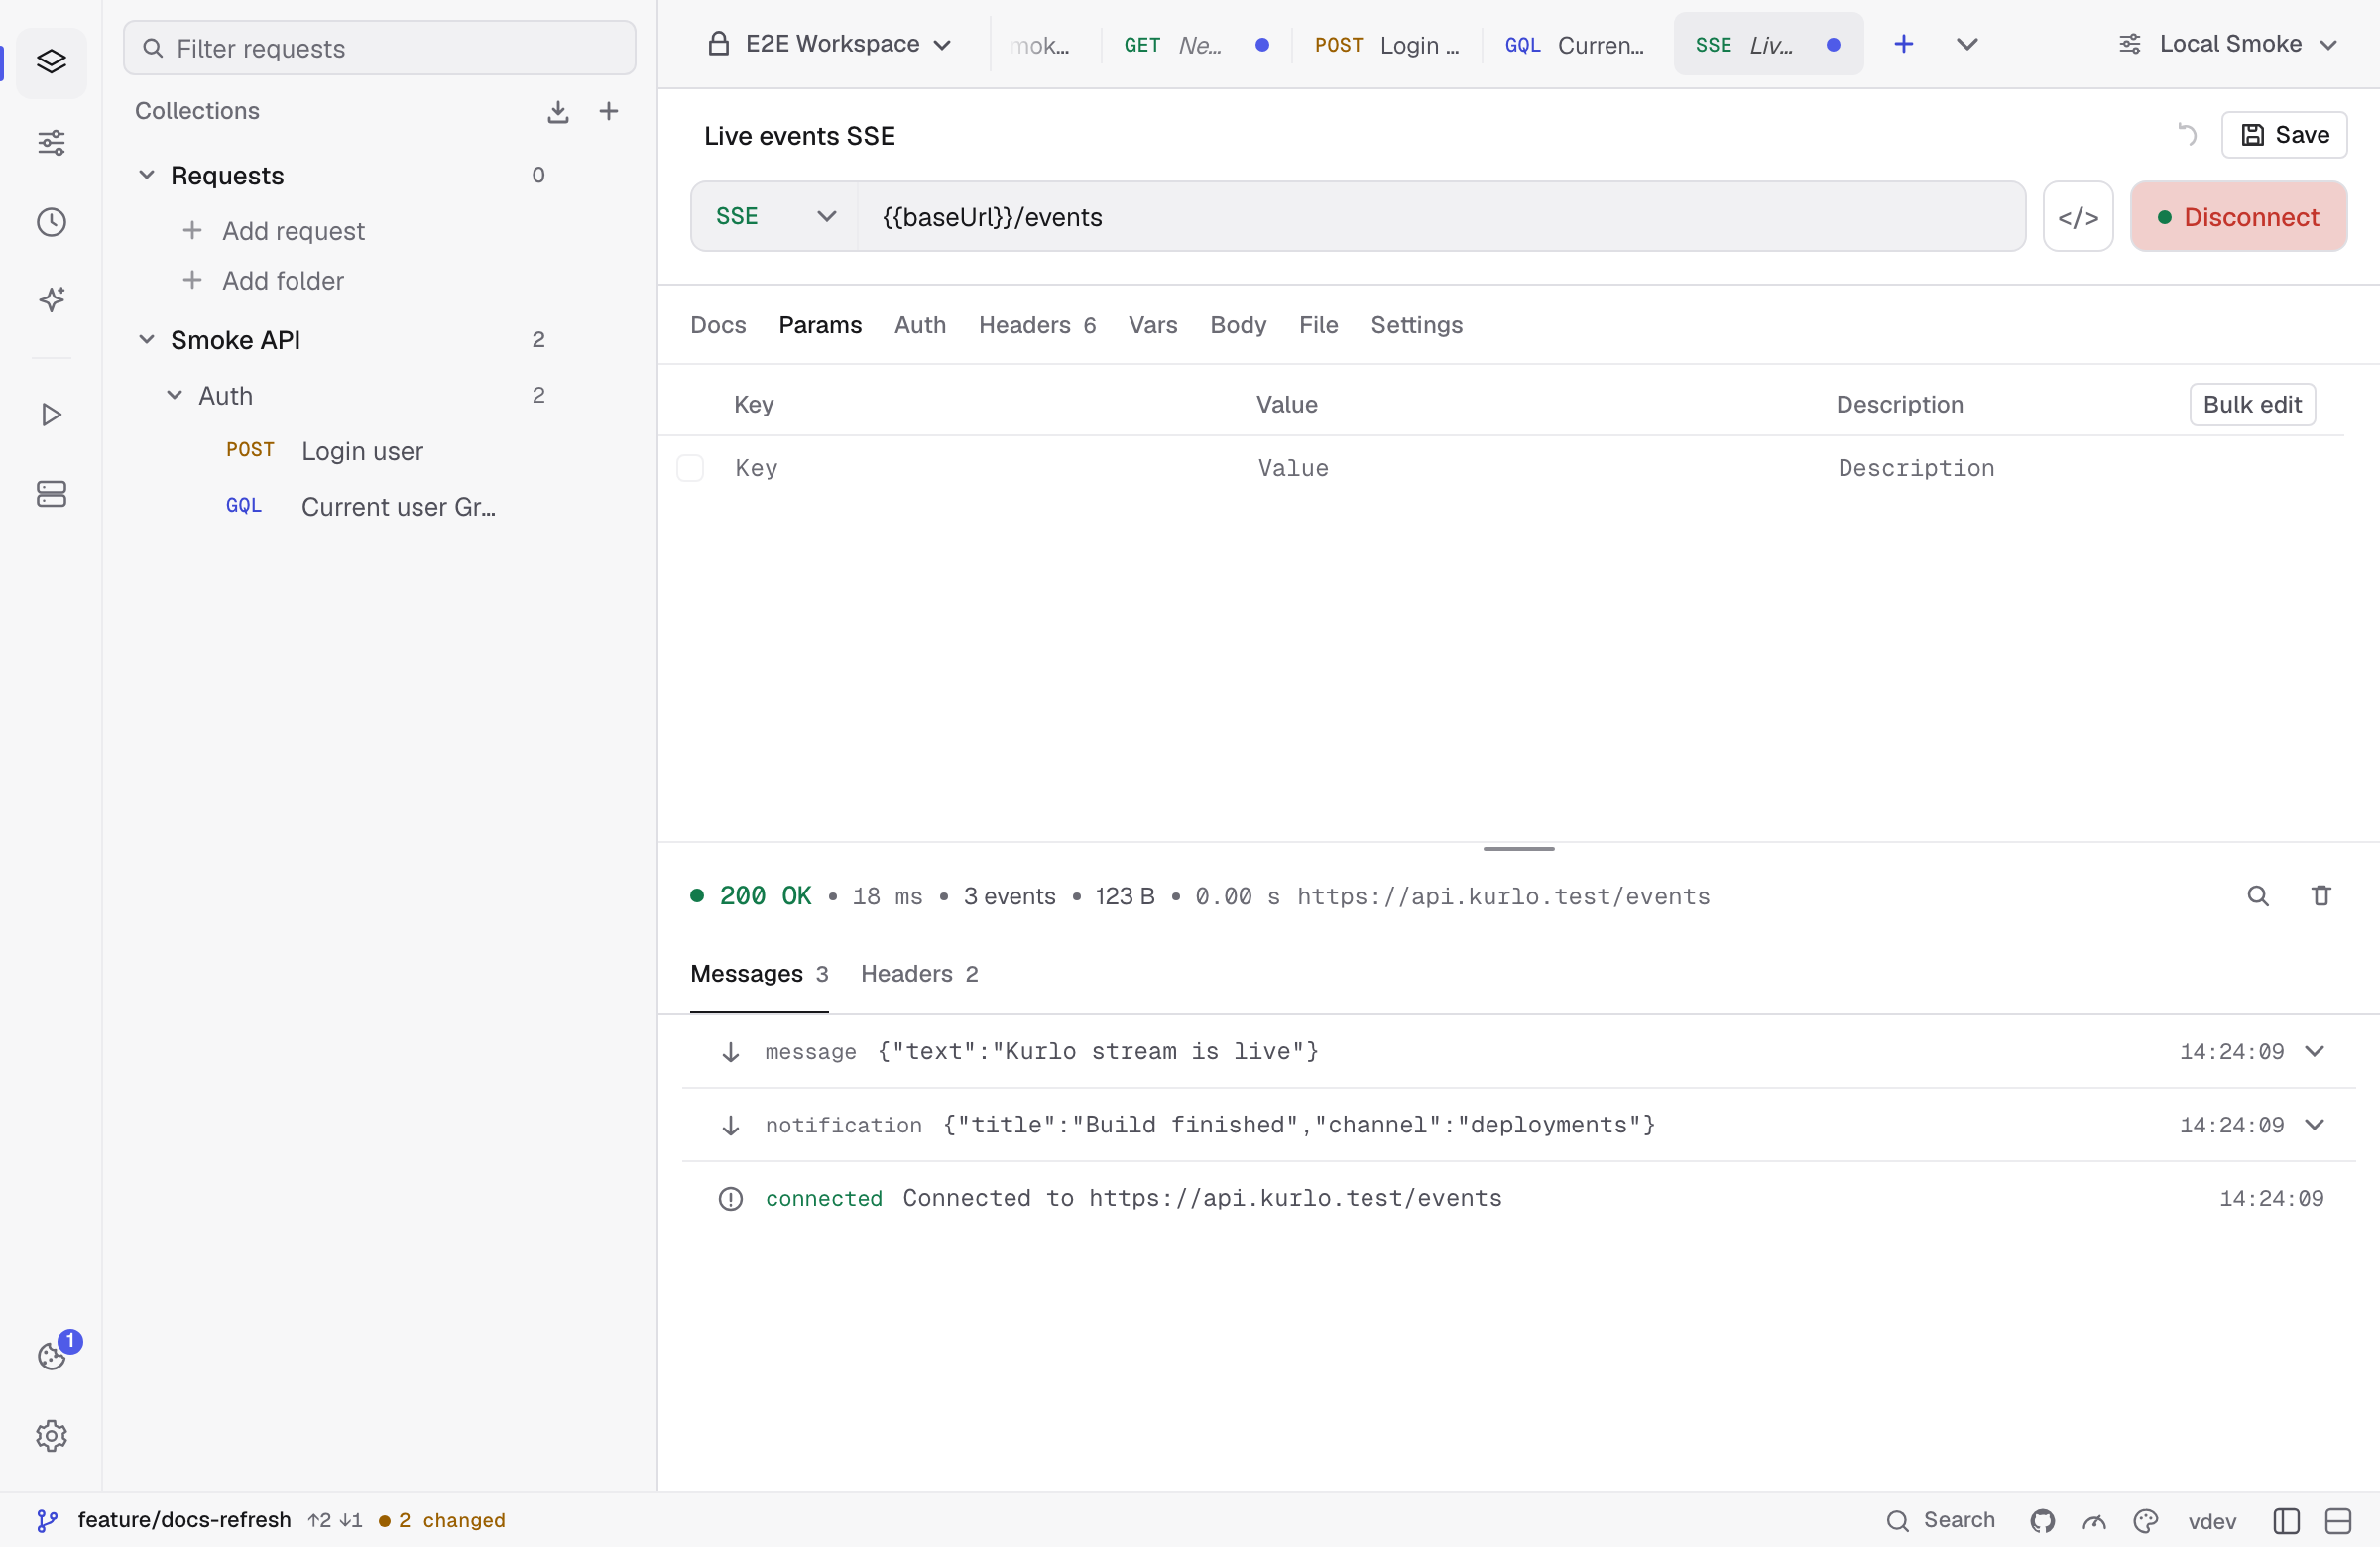 Filter requests
Collections
Requests 0
Add request
Add folder
Smoke API 2
Auth 2
POST Login user
GQL Current user Gr...
1
E2E Workspace
mok...
GET Ne...
POST Login ...
GQL Curren...
SSE Liv...
Local Smoke
Live events SSE
Save
SSE
{{baseUrl}}/events
</>
Disconnect
Docs Params Auth Headers 6 Vars Body File Settings
Key Value Description Bulk edit
Key Value Description
200 OK • 18 ms • 3 events • 123 B • 0.00 s https://api.kurlo.test/events
Messages 3 Headers 2
message {"text":"Kurlo stream is live"} 14:24:09
notification {"title":"Build finished","channel":"deployments"} 14:24:09
connected Connected to https://api.kurlo.test/events 14:24:09
feature/docs-refresh ↑2 ↓1 2 changed
Search
vdev